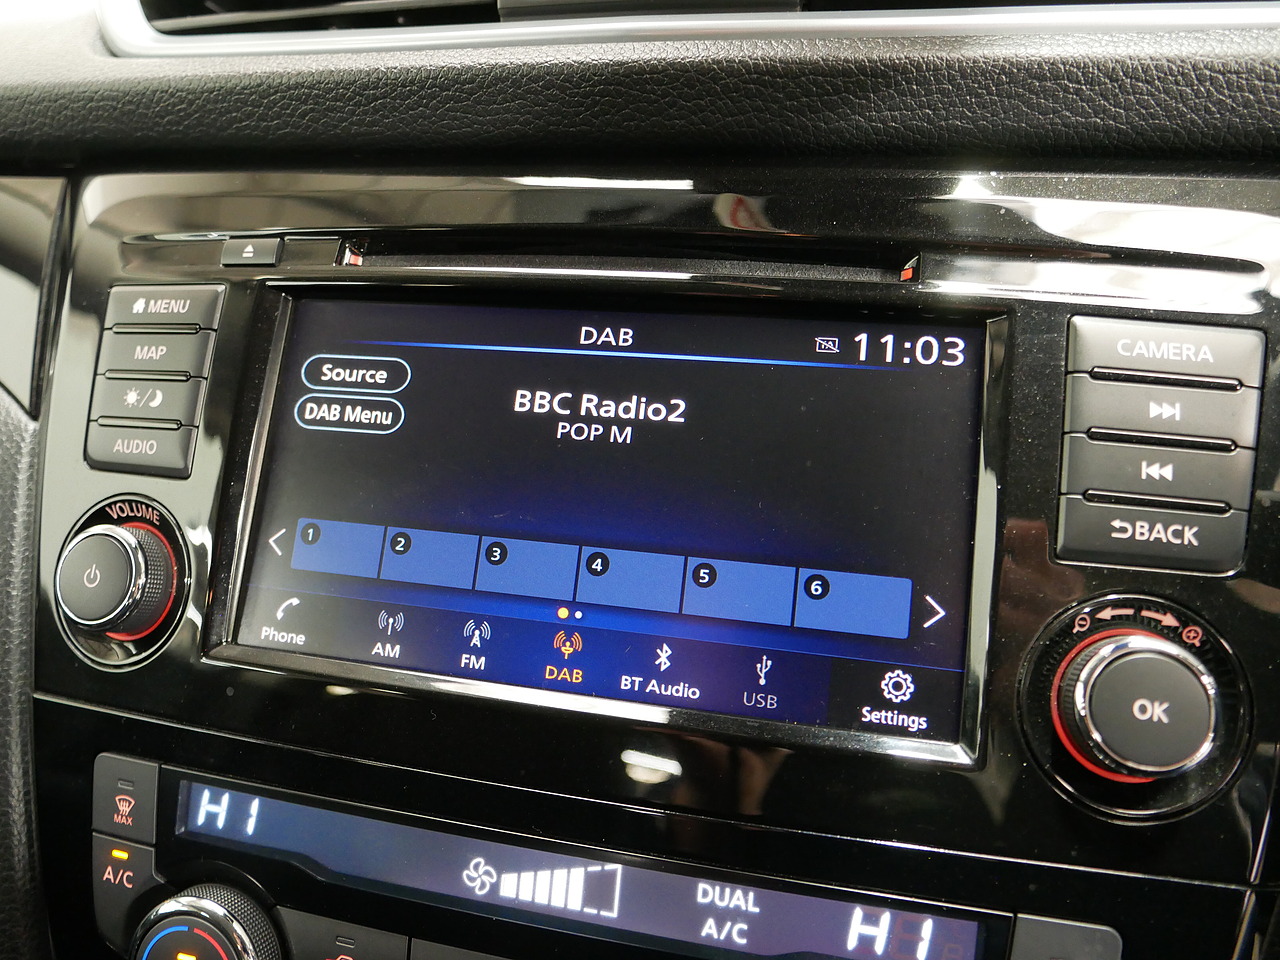 MENU
MAP
AUDIO
VOLUME
DAB
TA
11:03
Source
DAB Menu
BBC Radio2
POP M
1
2
3
4
5
6
Phone
AM
FM
DAB
BT Audio
USB
Settings
CAMERA
BACK
OK
MAX
A/C
HI
DUAL
A/C
HI